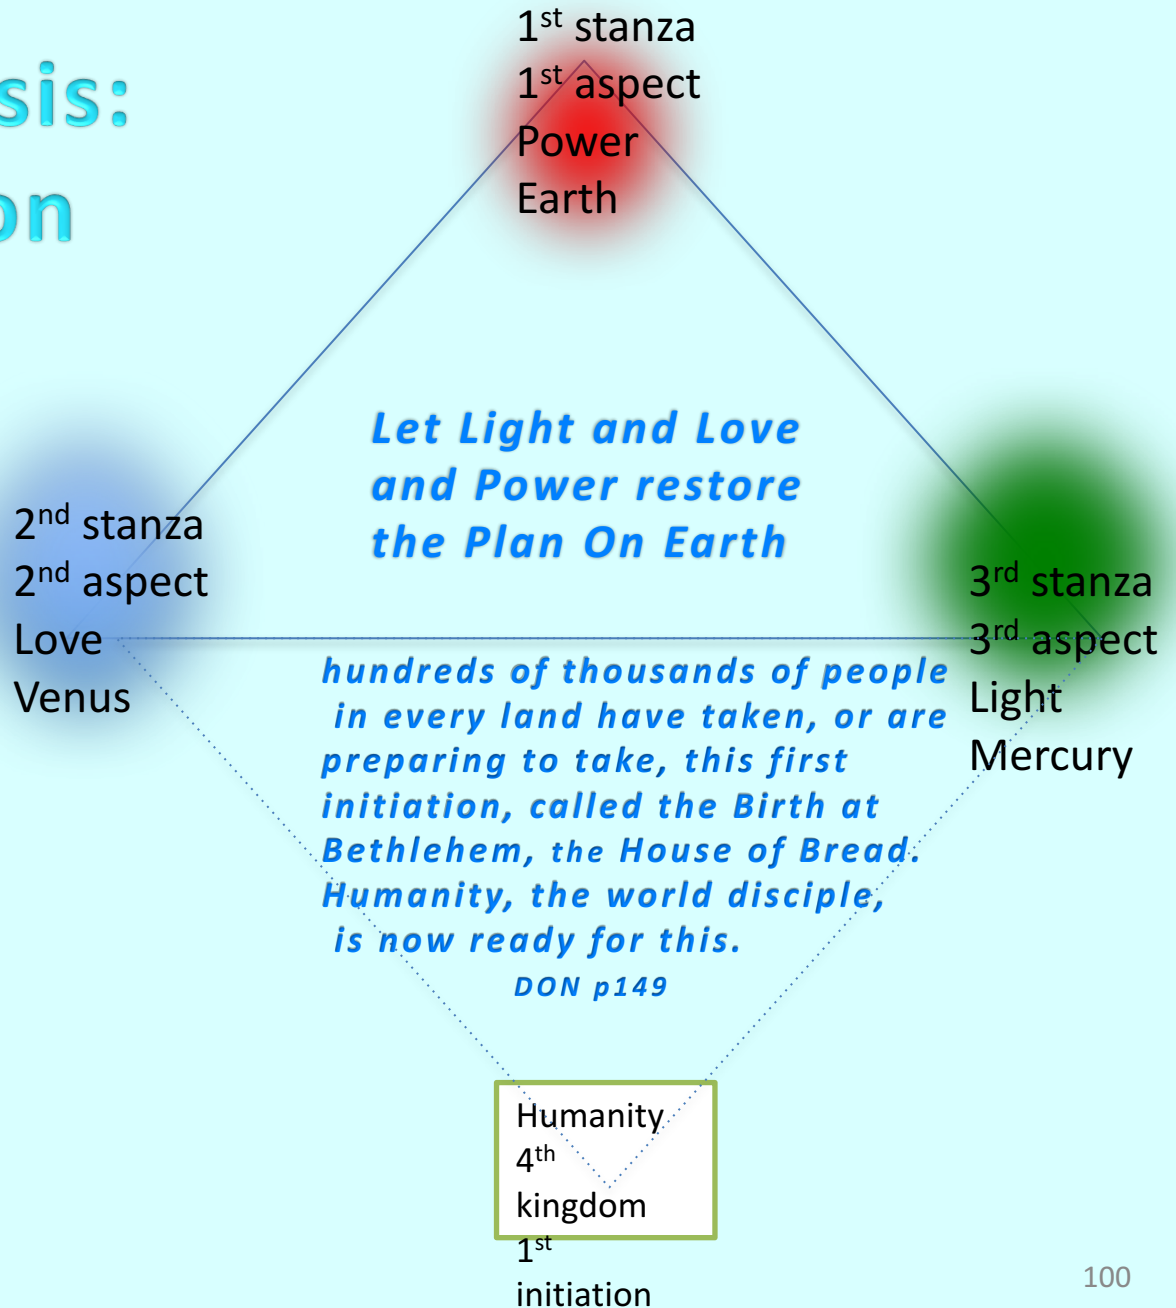 sis:
on
1st stanza
1st aspect
Power
Earth
Let Light and Love
and Power restore
the Plan On Earth
2nd stanza
2nd aspect
Love
Venus
3rd stanza
3rd aspect
Light
Mercury
hundreds of thousands of people
in every land have taken, or are
preparing to take, this first
initiation, called the Birth at
Bethlehem, the House of Bread.
Humanity, the world disciple,
is now ready for this.
DON p149
Humanity
4th
kingdom
1st
initiation
100